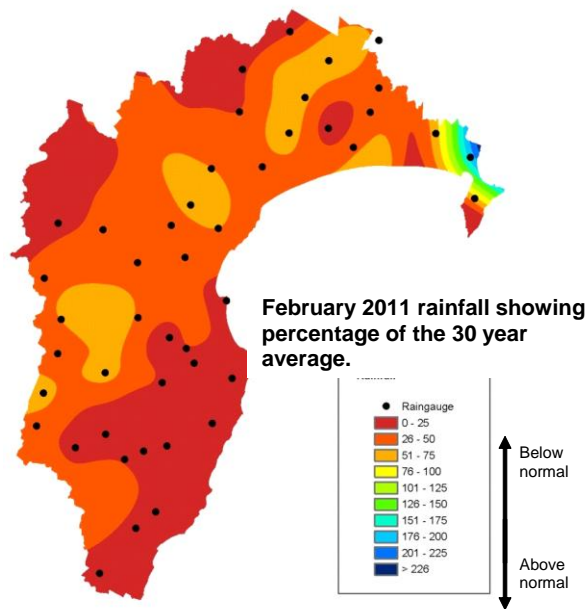 February 2011 rainfall showing
percentage of the 30 year
average.
Raingauge
0 - 25
26 - 50
51 - 75
76 - 100
101 - 125
126 - 150
151 - 175
176 - 200
201 - 225
> 226
Below
normal
Above
normal